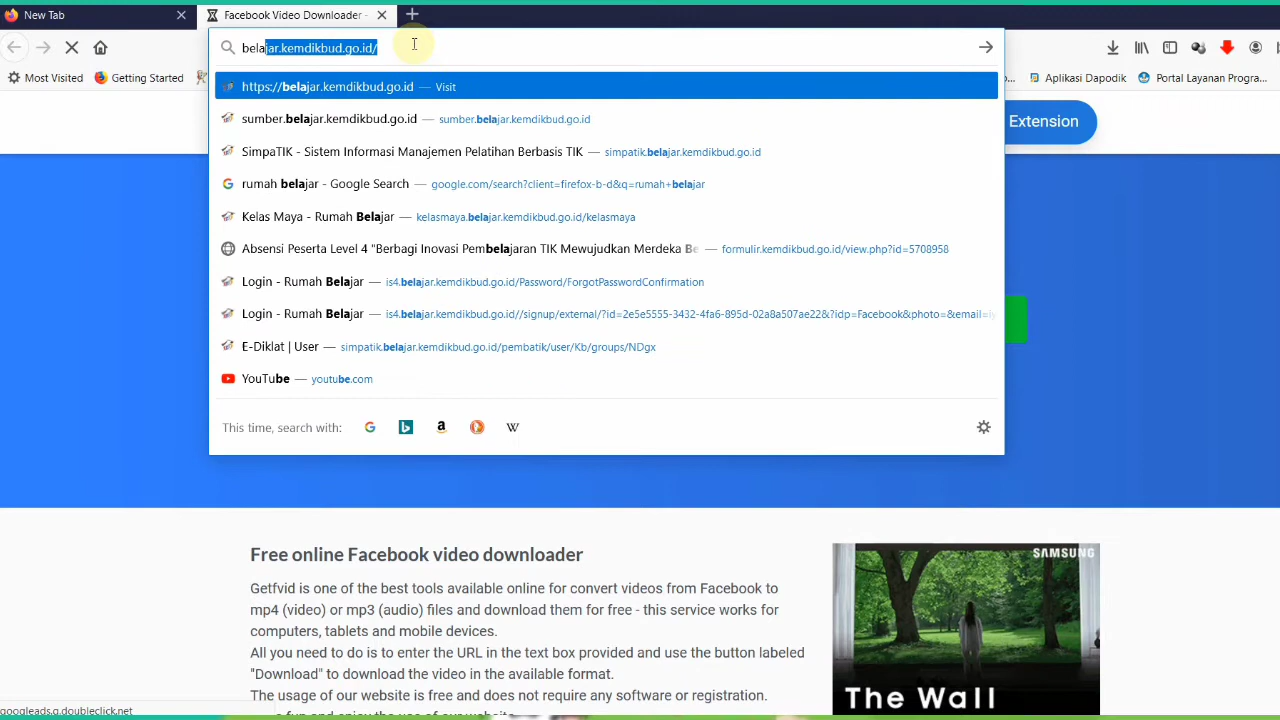 New Tab
Facebook Video Downloader -
belajar.kemdikbud.go.id/
Most Visited
Getting Started
Aplikasi Dapodik
Portal Layanan Progra...
https://belajar.kemdikbud.go.id — Visit
sumber.belajar.kemdikbud.go.id — sumber.belajar.kemdikbud.go.id
SimpaTIK - Sistem Informasi Manajemen Pelatihan Berbasis TIK — simpatik.belajar.kemdikbud.go.id
rumah belajar - Google Search — google.com/search?client=firefox-b-d&q=rumah+belajar
Kelas Maya - Rumah Belajar — kelasmaya.belajar.kemdikbud.go.id/kelasmaya
Absensi Peserta Level 4 "Berbagi Inovasi Pembelajaran TIK Mewujudkan Merdeka Be — formulir.kemdikbud.go.id/view.php?id=5708958
Login - Rumah Belajar — is4.belajar.kemdikbud.go.id/Password/ForgotPasswordConfirmation
Login - Rumah Belajar — is4.belajar.kemdikbud.go.id//signup/external/?id=2e5e5555-3432-4fa6-895d-02a8a507ae22&?idp=Facebook&photo=&email=
E-Diklat | User — simpatik.belajar.kemdikbud.go.id/pembatik/user/Kb/groups/NDgx
YouTube — youtube.com
This time, search with:
Extension
Free online Facebook video downloader
Getfvid is one of the best tools available online for convert videos from Facebook to
mp4 (video) or mp3 (audio) files and download them for free - this service works for
computers, tablets and mobile devices.
All you need to do is to enter the URL in the text box provided and use the button labeled
"Download" to download the video in the available format.
The usage of our website is free and does not require any software or registration.
fun and enjoy the use of our website
SAMSUNG
The Wall
googleads.g.doubleclick.net